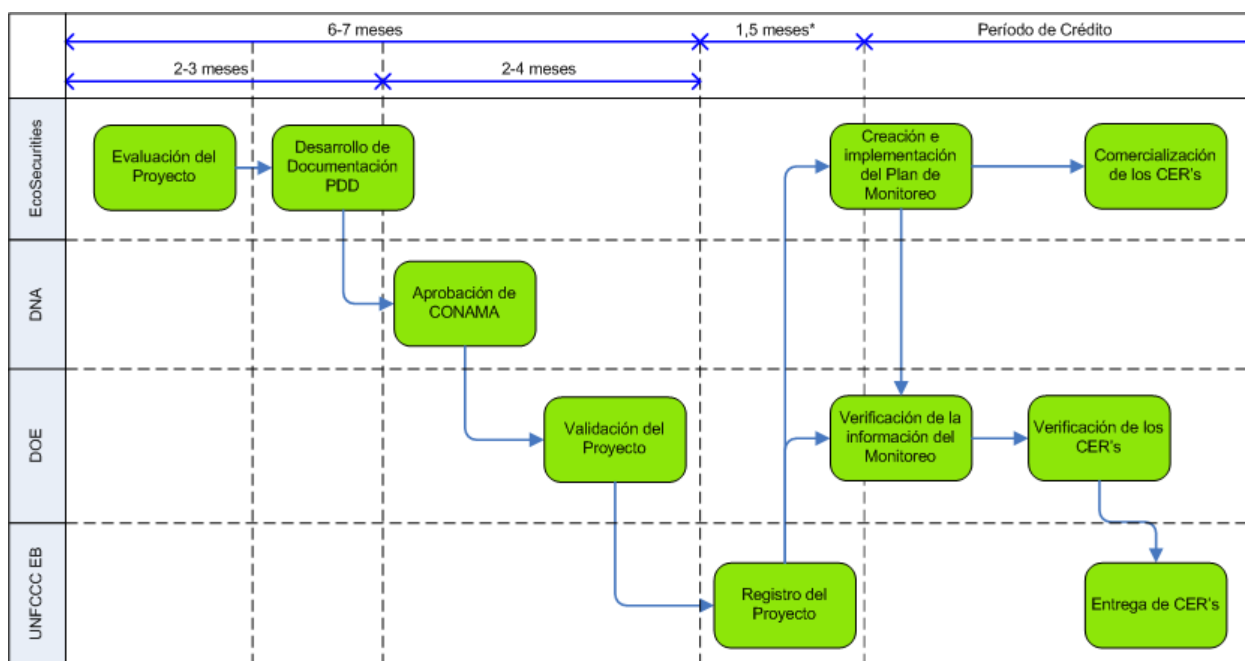 6-7 meses
1,5 meses*
Período de Crédito
2-3 meses
2-4 meses
EcoSecurities
Evaluación del
Proyecto
Desarrollo de
Documentación
PDD
Creación e
implementación
del Plan de
Monitoreo
Comercialización
de los CER's
DNA
Aprobación de
CONAMA
DOE
Validación del
Proyecto
Verificación de la
información del
Monitoreo
Verificación de los
CER's
UNFCCC EB
Registro del
Proyecto
Entrega de CER's